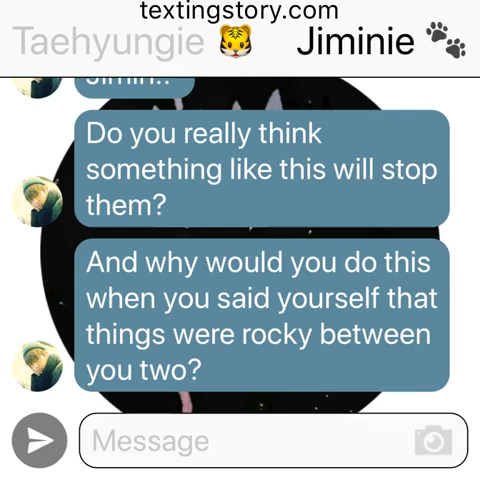 textingstory.com
Taehyungie 🐯 Jiminie 🐾
Jimin..
Do you really think
something like this will stop
them?
And why would you do this
when you said yourself that
things were rocky between
you two?
Message